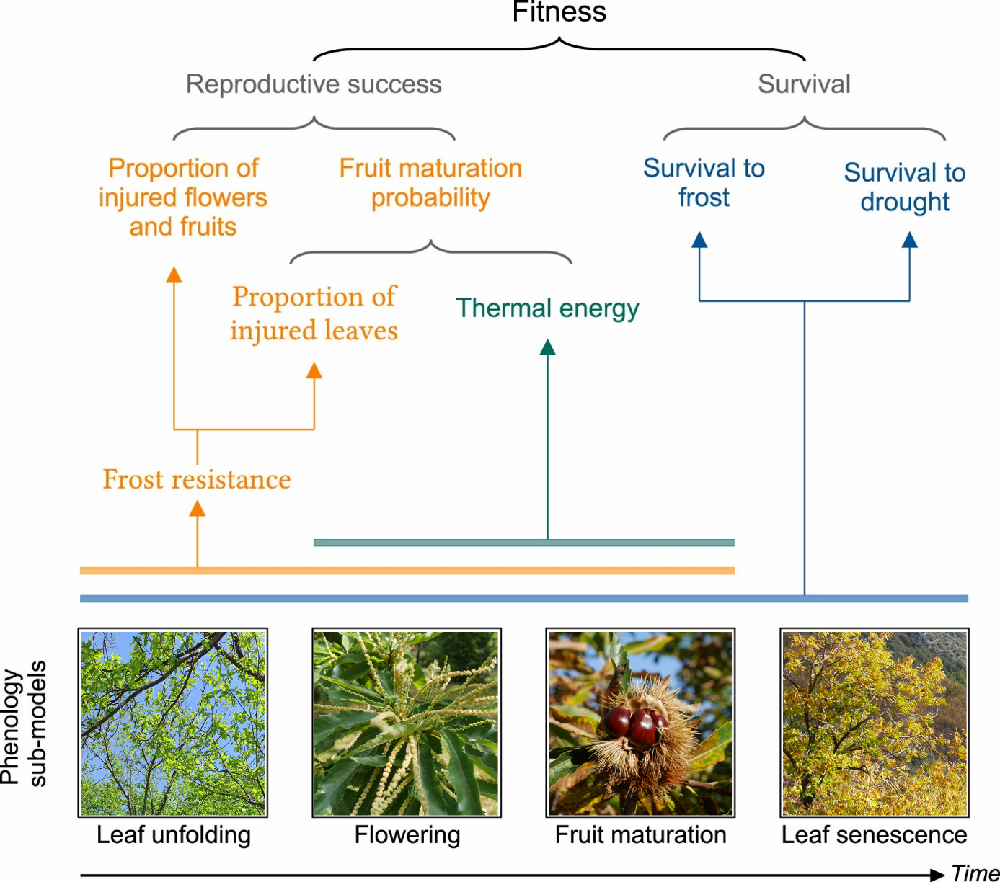 Fitness
Reproductive success
Survival
Proportion of
injured flowers
and fruits
Fruit maturation
probability
Survival to
frost
Survival to
drought
Proportion of
injured leaves
Thermal energy
Frost resistance
Phenology
sub-models
Leaf unfolding
Flowering
Fruit maturation
Leaf senescence
Time